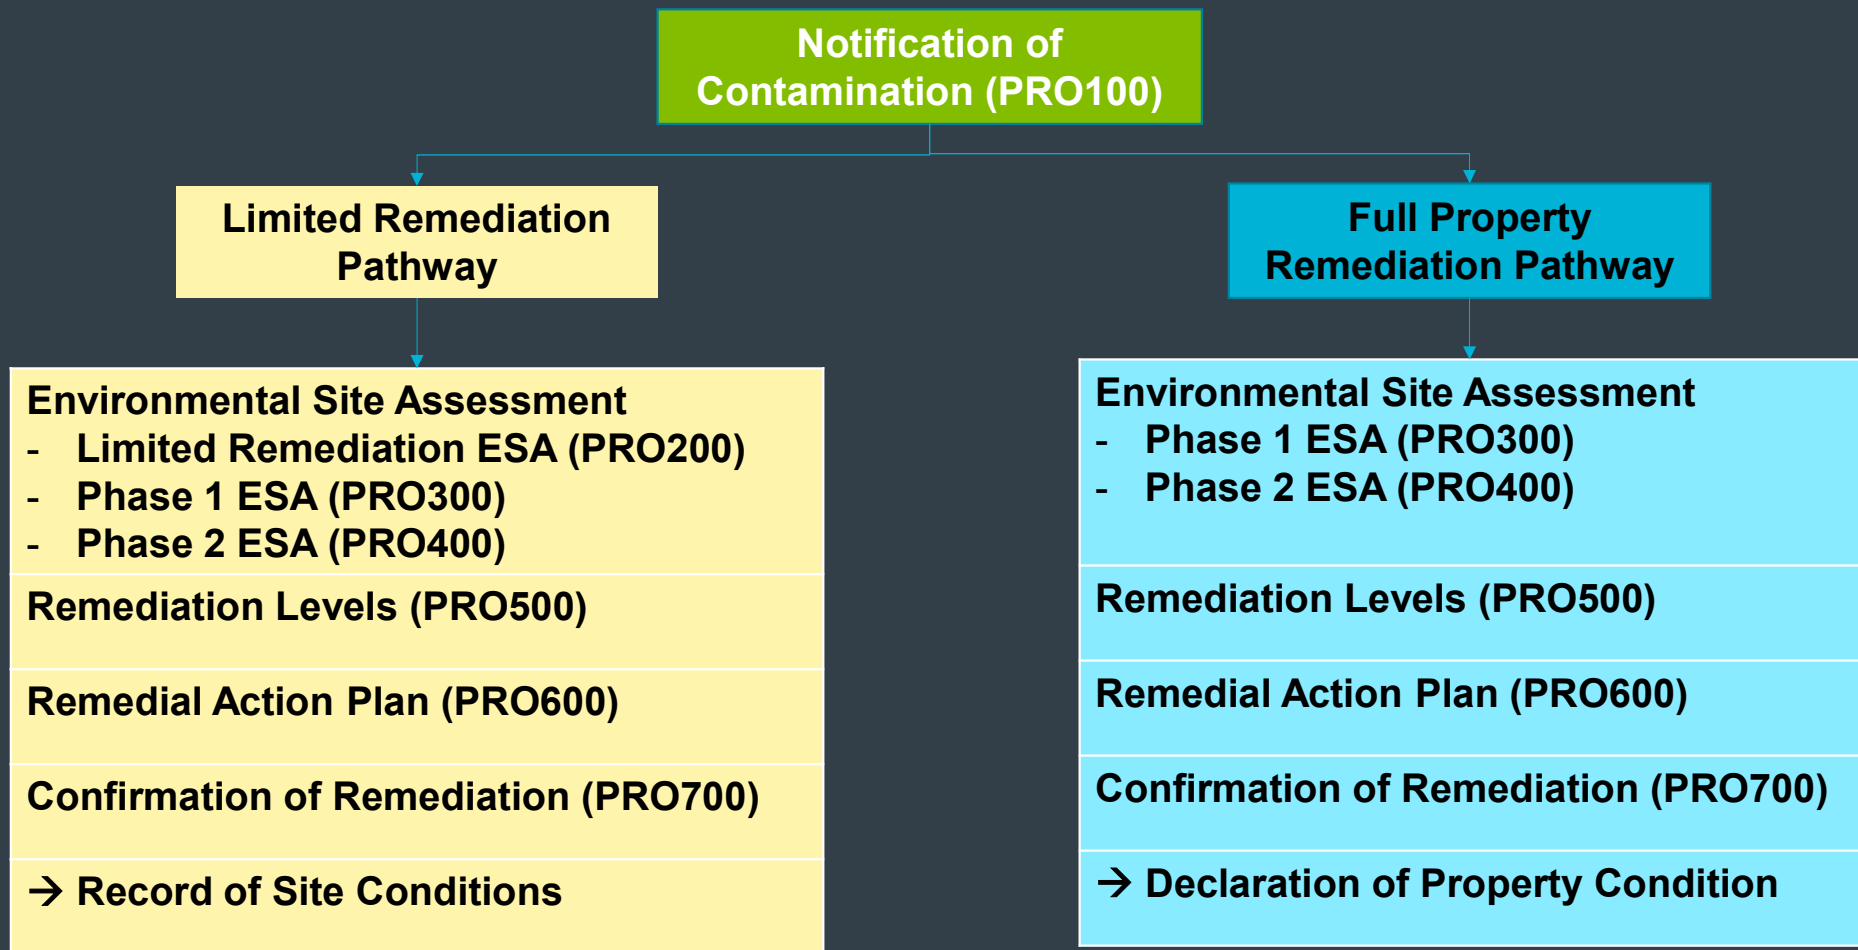 Notification of
Contamination (PRO100)
Limited Remediation
Pathway
Full Property
Remediation Pathway
Environmental Site Assessment
- Limited Remediation ESA (PRO200)
- Phase 1 ESA (PRO300)
- Phase 2 ESA (PRO400)
Remediation Levels (PRO500)
Remedial Action Plan (PRO600)
Confirmation of Remediation (PRO700)
→ Record of Site Conditions
Environmental Site Assessment
- Phase 1 ESA (PRO300)
- Phase 2 ESA (PRO400)
Remediation Levels (PRO500)
Remedial Action Plan (PRO600)
Confirmation of Remediation (PRO700)
→ Declaration of Property Condition